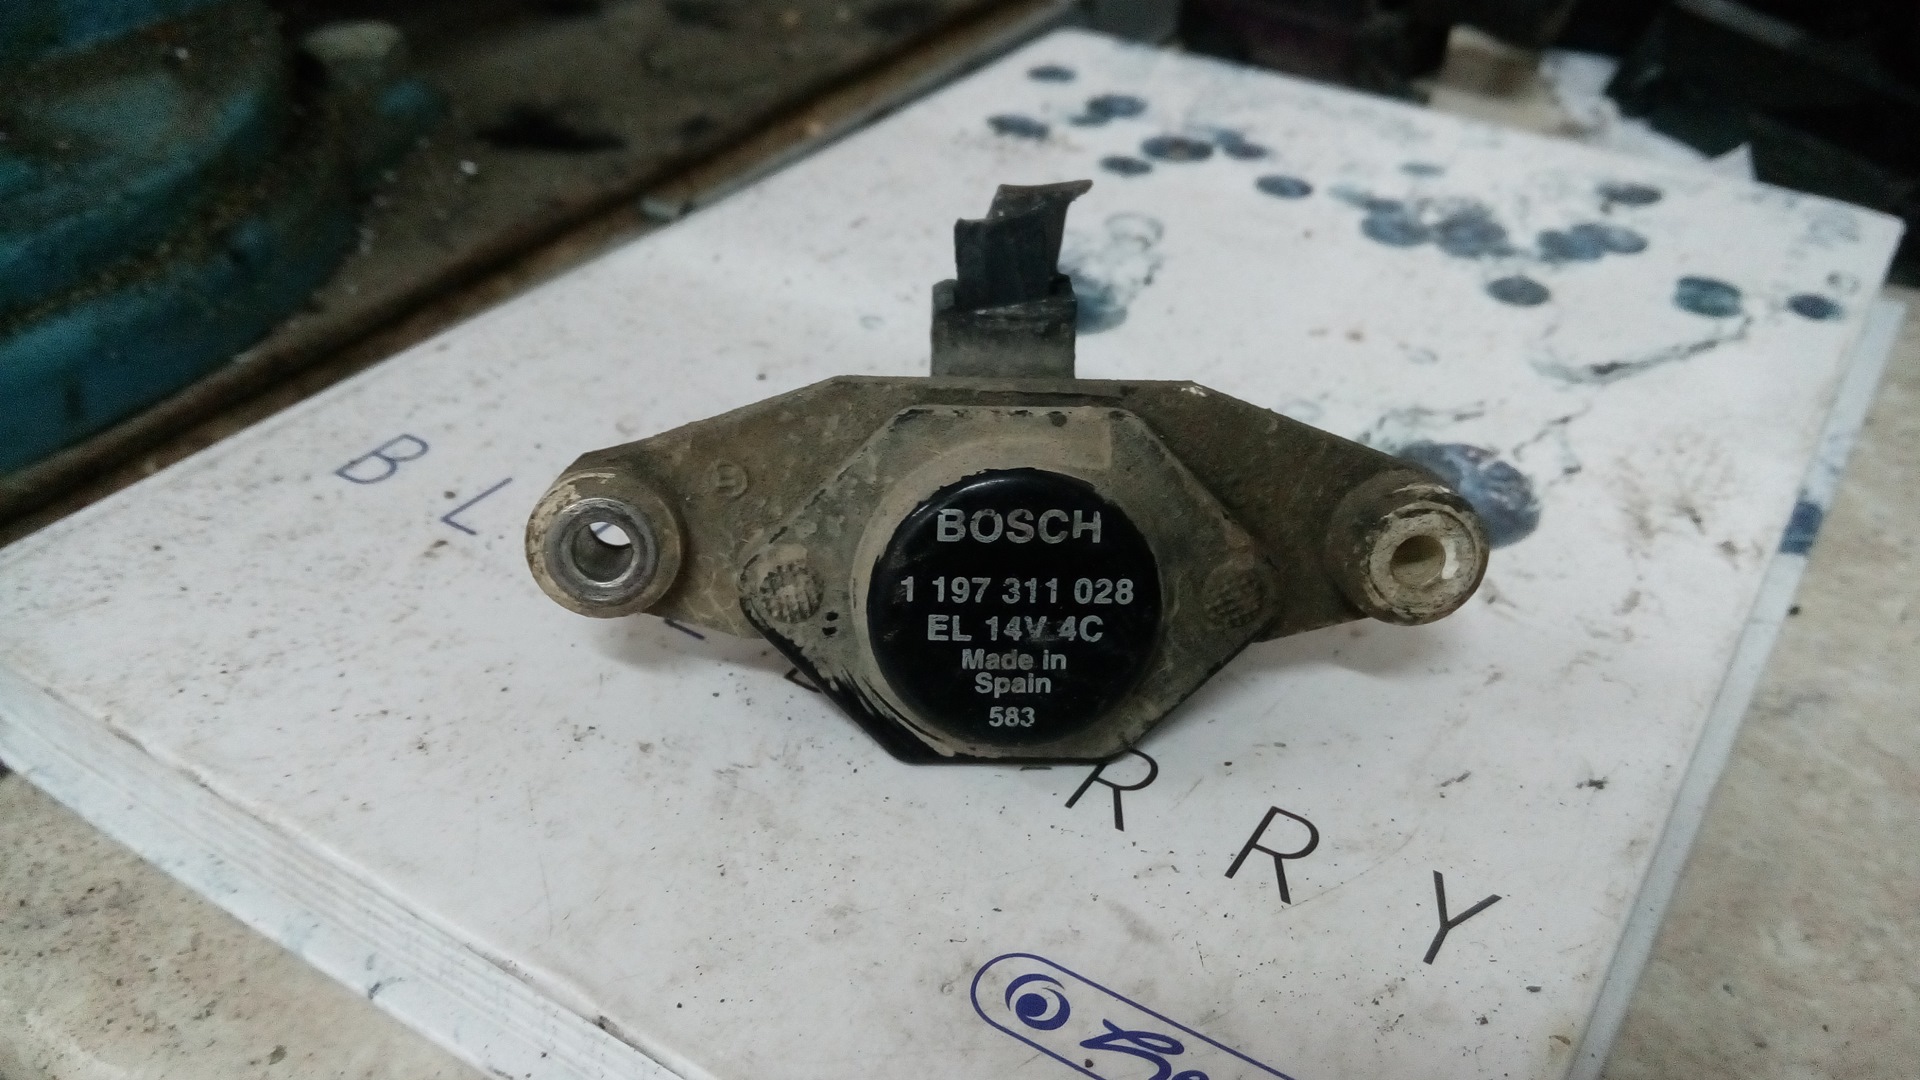 BOSCH
1 197 311 028
EL 14V 4C
Made in
Spain
583
B L
R R Y